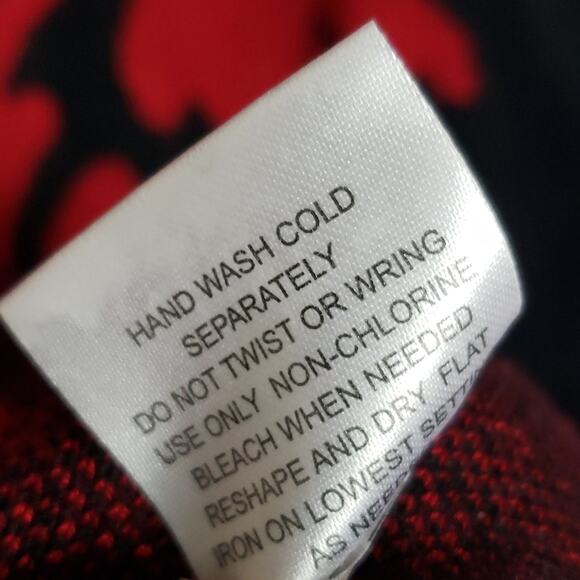 HAND WASH COLD
SEPARATELY
DO NOT TWIST OR WRING
USE ONLY NON-CHLORINE
BLEACH WHEN NEEDED
RESHAPE AND DRY FLAT
IRON ON LOWEST
AS